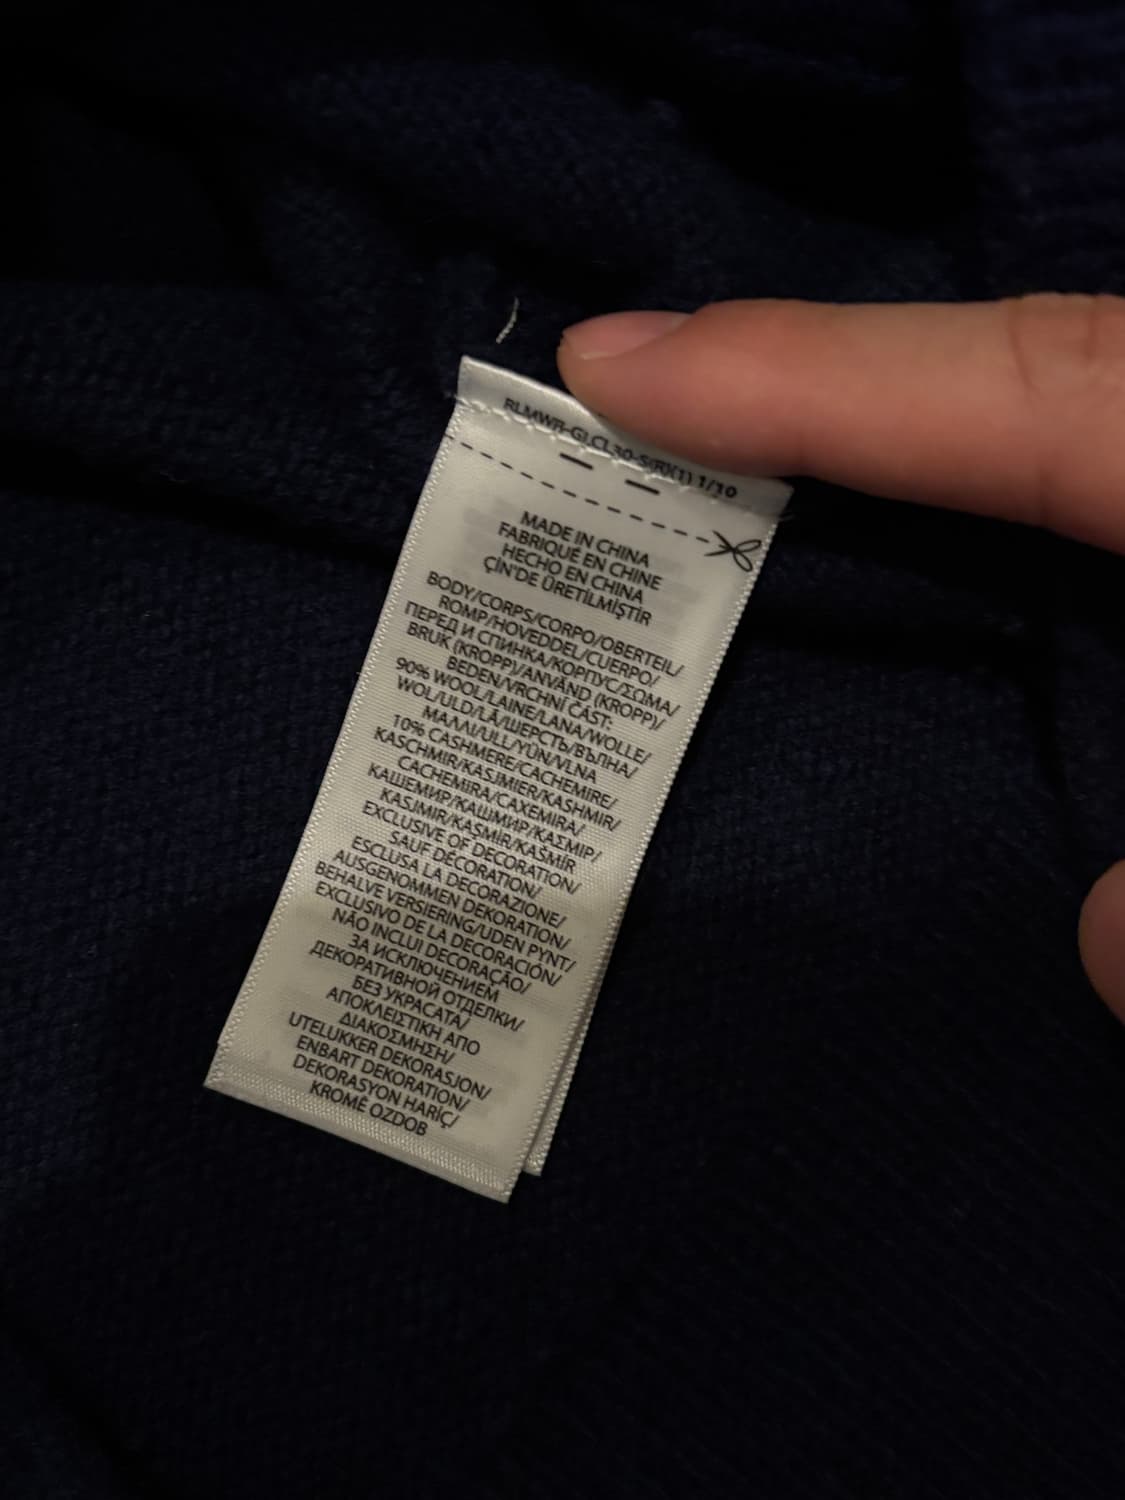 RLMWR-GLCL30-S(R)(1) 1/10
MADE IN CHINA
FABRIQUÉ EN CHINE
HECHO EN CHINA
ÇİN'DE ÜRETİLMİŞTİR
BODY/CORPS/CORPO/OBERTEIL/
ROMP/HOVEDDEL/CUERPO/
ПЕРЕД И СПИНКА/КОРПУС/ΣΩΜΑ/
BRUK (KROPP)/ANVÄND (KROPP)/
BEDEN/VRCHNÍ ČÁST:
90% WOOL/LAINE/LANA/WOLLE/
WOL/ULD/LÃ/ШЕРСТЬ/ВЪЛНА/
ΜΑΛΛΙ/ULL/YÜN/VLNA
10% CASHMERE/CACHEMIRE/
KASCHMIR/KASJMIER/KASHMIR/
CACHEMIRA/CAXEMIRA/
КАШЕМИР/КАШМИР/ΚΑΣΜΙΡ/
KASJMIR/KAŞMİR/KAŠMÍR
EXCLUSIVE OF DECORATION/
SAUF DÉCORATION/
ESCLUSA LA DECORAZIONE/
AUSGENOMMEN DEKORATION/
BEHALVE VERSIERING/UDEN PYNT/
EXCLUSIVO DE LA DECORACIÓN/
NÃO INCLUI DECORAÇÃO/
ЗА ИСКЛЮЧЕНИЕМ
ДЕКОРАТИВНОЙ ОТДЕЛКИ/
БЕЗ УКРАСАТА/
ΑΠΟΚΛΕΙΣΤΙΚΗ ΑΠΟ
ΔΙΑΚΟΣΜΗΣΗ/
UTELUKKER DEKORASJON/
ENBART DEKORATION/
DEKORASYON HARİÇ/
KROMĚ OZDOB